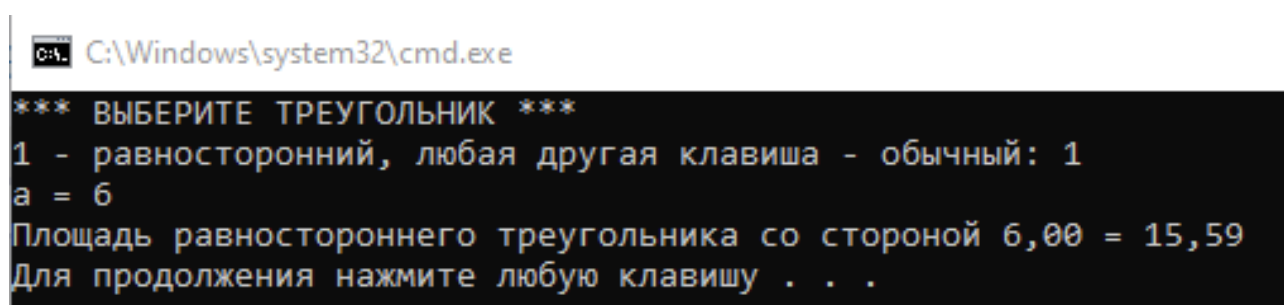 C:\Windows\system32\cmd.exe
*** ВЫБЕРИТЕ ТРЕУГОЛЬНИК ***
1 - равносторонний, любая другая клавиша - обычный: 1
a = 6
Площадь равностороннего треугольника со стороной 6,00 = 15,59
Для продолжения нажмите любую клавишу . . .